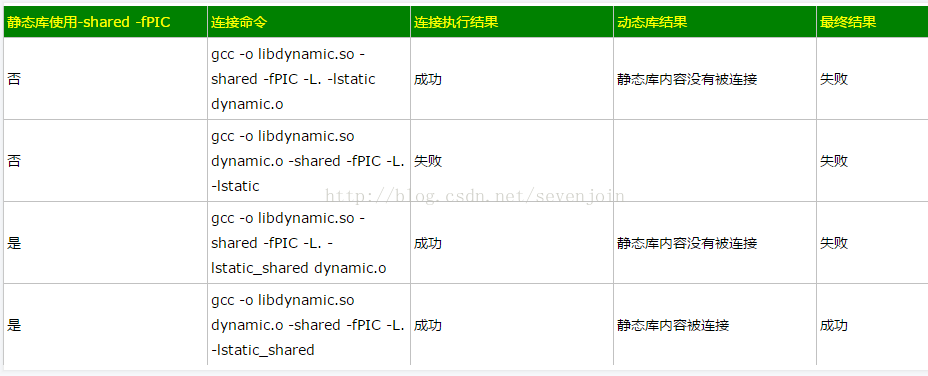 静态库使用-shared -fPIC 连接命令 连接执行结果 动态库结果 最终结果
gcc -o libdynamic.so -
否 shared -fPIC -L. -lstatic 成功 静态库内容没有被连接 失败
dynamic.o
gcc -o libdynamic.so
否 dynamic.o -shared -fPIC -L. 失败 失败
-lstatic
http://blog.csdn.net/sevenjoin
gcc -o libdynamic.so -
是 shared -fPIC -L. - 成功 静态库内容没有被连接 失败
lstatic_shared dynamic.o
gcc -o libdynamic.so
是 dynamic.o -shared -fPIC -L. 成功 静态库内容被连接 成功
-lstatic_shared